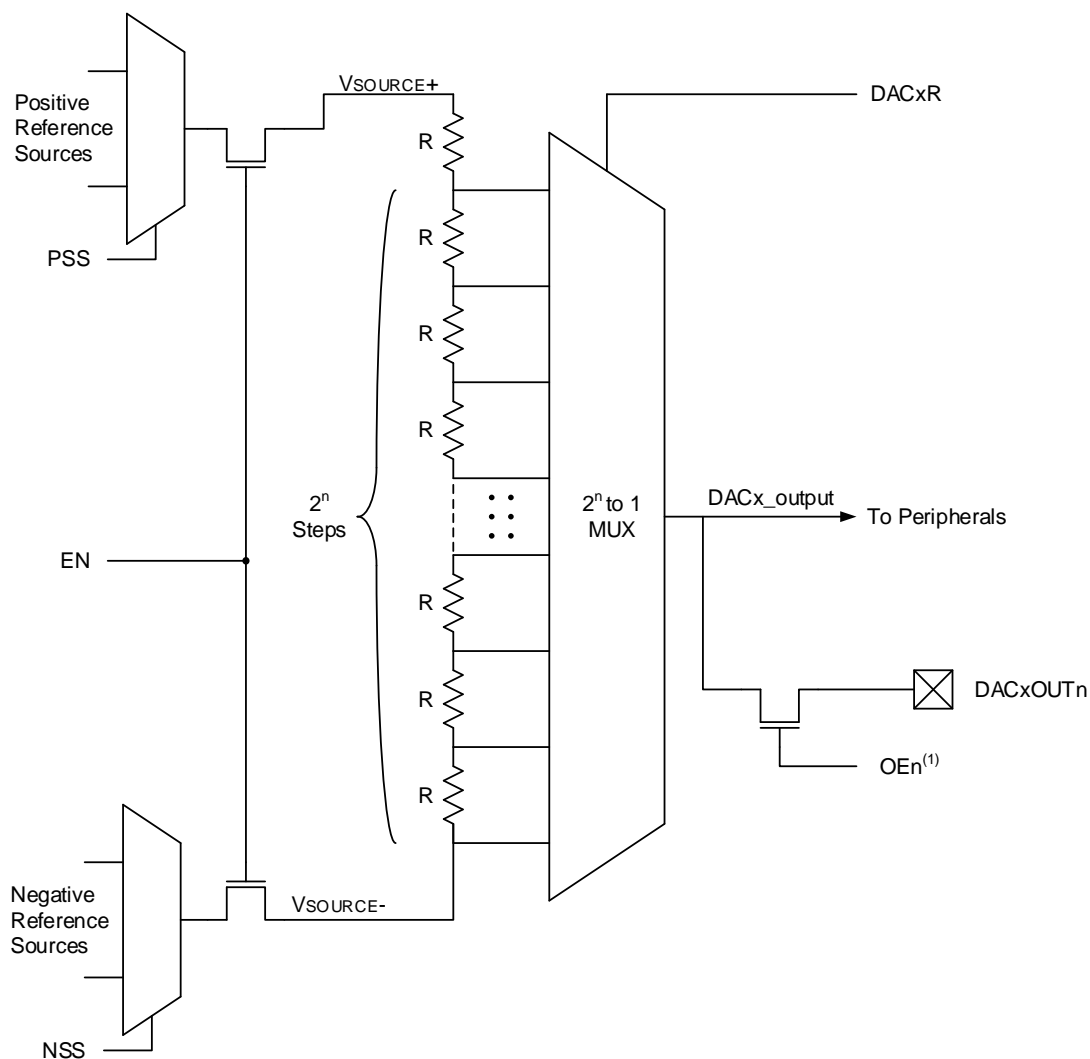 VSOURCE+
DACxR
Positive
Reference
Sources
R
R
PSS
R
R
2ⁿ
Steps
2ⁿ to 1
MUX
DACx_output
To Peripherals
EN
R
R
DACxOUTn
OEn⁽¹⁾
R
Negative
Reference
Sources
VSOURCE-
NSS